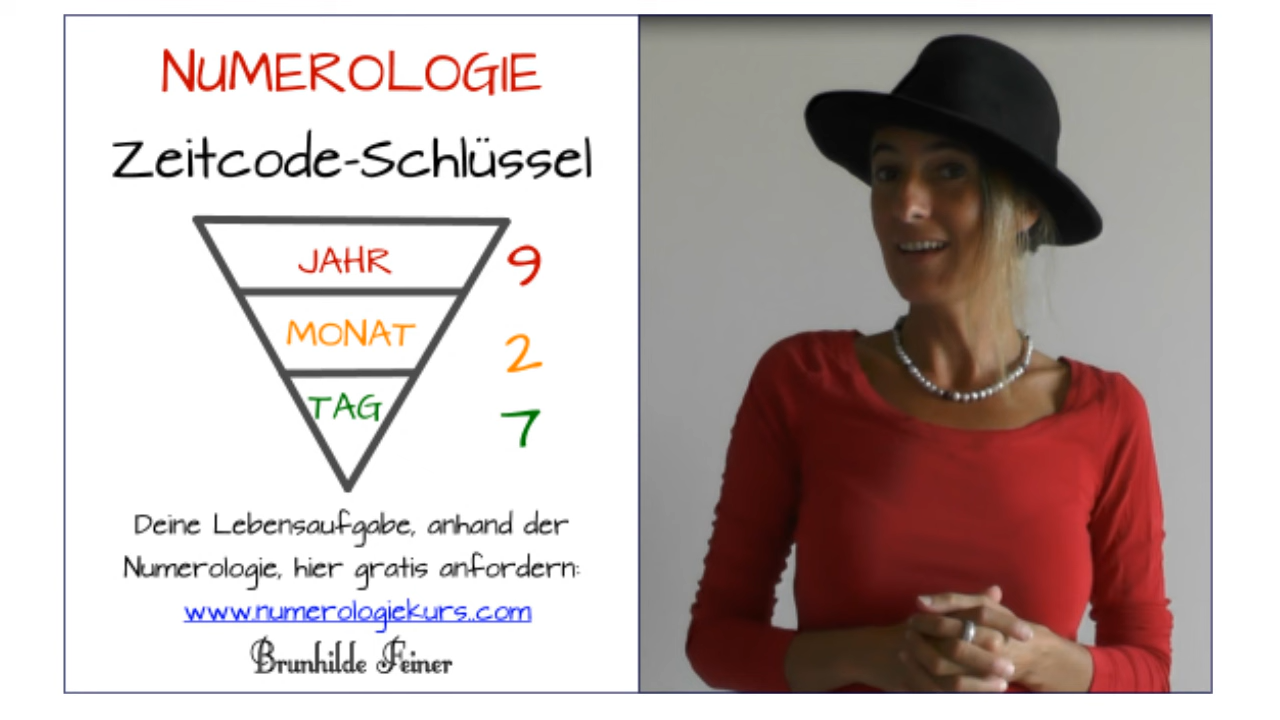 NUMEROLOGIE
Zeitcode-Schlüssel
JAHR 9
MONAT 2
TAG 7
Deine Lebensaufgabe, anhand der
Numerologie, hier gratis anfordern:
www.numerologiekurs.com
Brunhilde Feiner